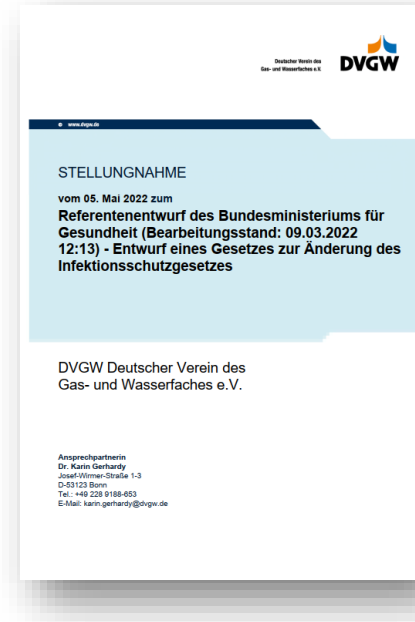 Deutscher Verein des
Gas- und Wasserfaches e.V.
DVGW
www.dvgw.de
STELLUNGNAHME
vom 05. Mai 2022 zum
Referentenentwurf des Bundesministeriums für
Gesundheit (Bearbeitungsstand: 09.03.2022
12:13) - Entwurf eines Gesetzes zur Änderung des
Infektionsschutzgesetzes
DVGW Deutscher Verein des
Gas- und Wasserfaches e.V.
Ansprechpartnerin
Dr. Karin Gerhardy
Josef-Wirmer-Straße 1-3
D-53123 Bonn
Tel.: +49 228 9188-653
E-Mail: karin.gerhardy@dvgw.de